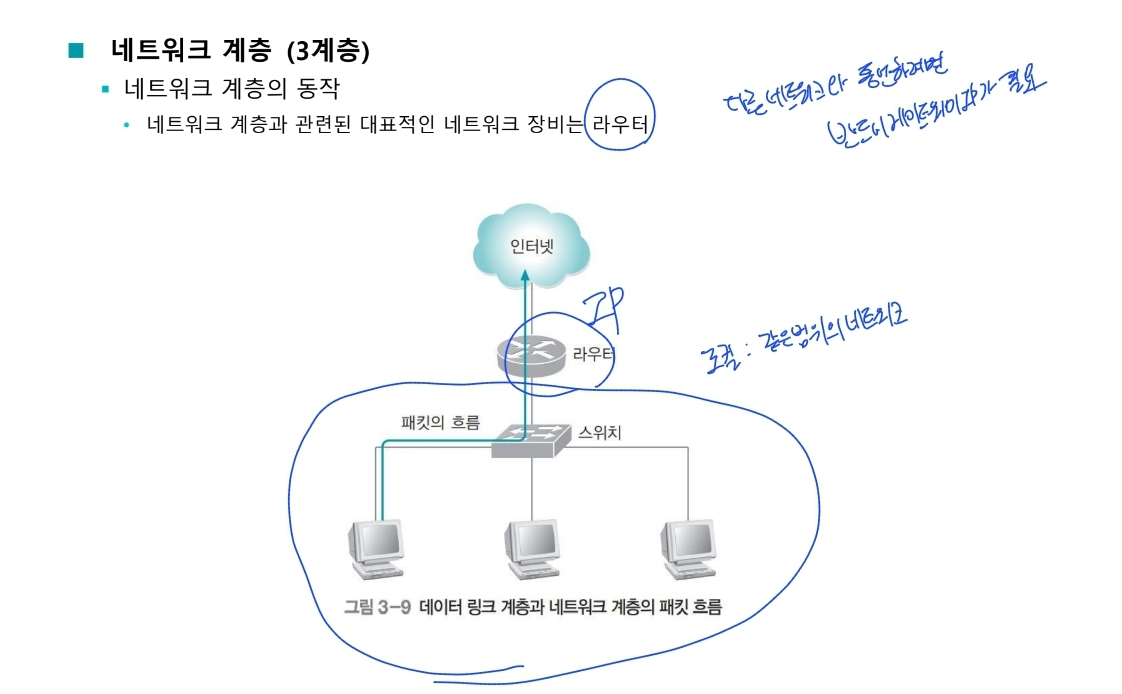 네트워크 계층 (3계층)
네트워크 계층의 동작
네트워크 계층과 관련된 대표적인 네트워크 장비는 라우터
다른 네트워크와 통신하려면
반드시 게이트웨이 IP가 필요
인터넷
IP
라우터
로컬 : 같은 범위의 네트워크
패킷의 흐름
스위치
그림 3-9 데이터 링크 계층과 네트워크 계층의 패킷 흐름